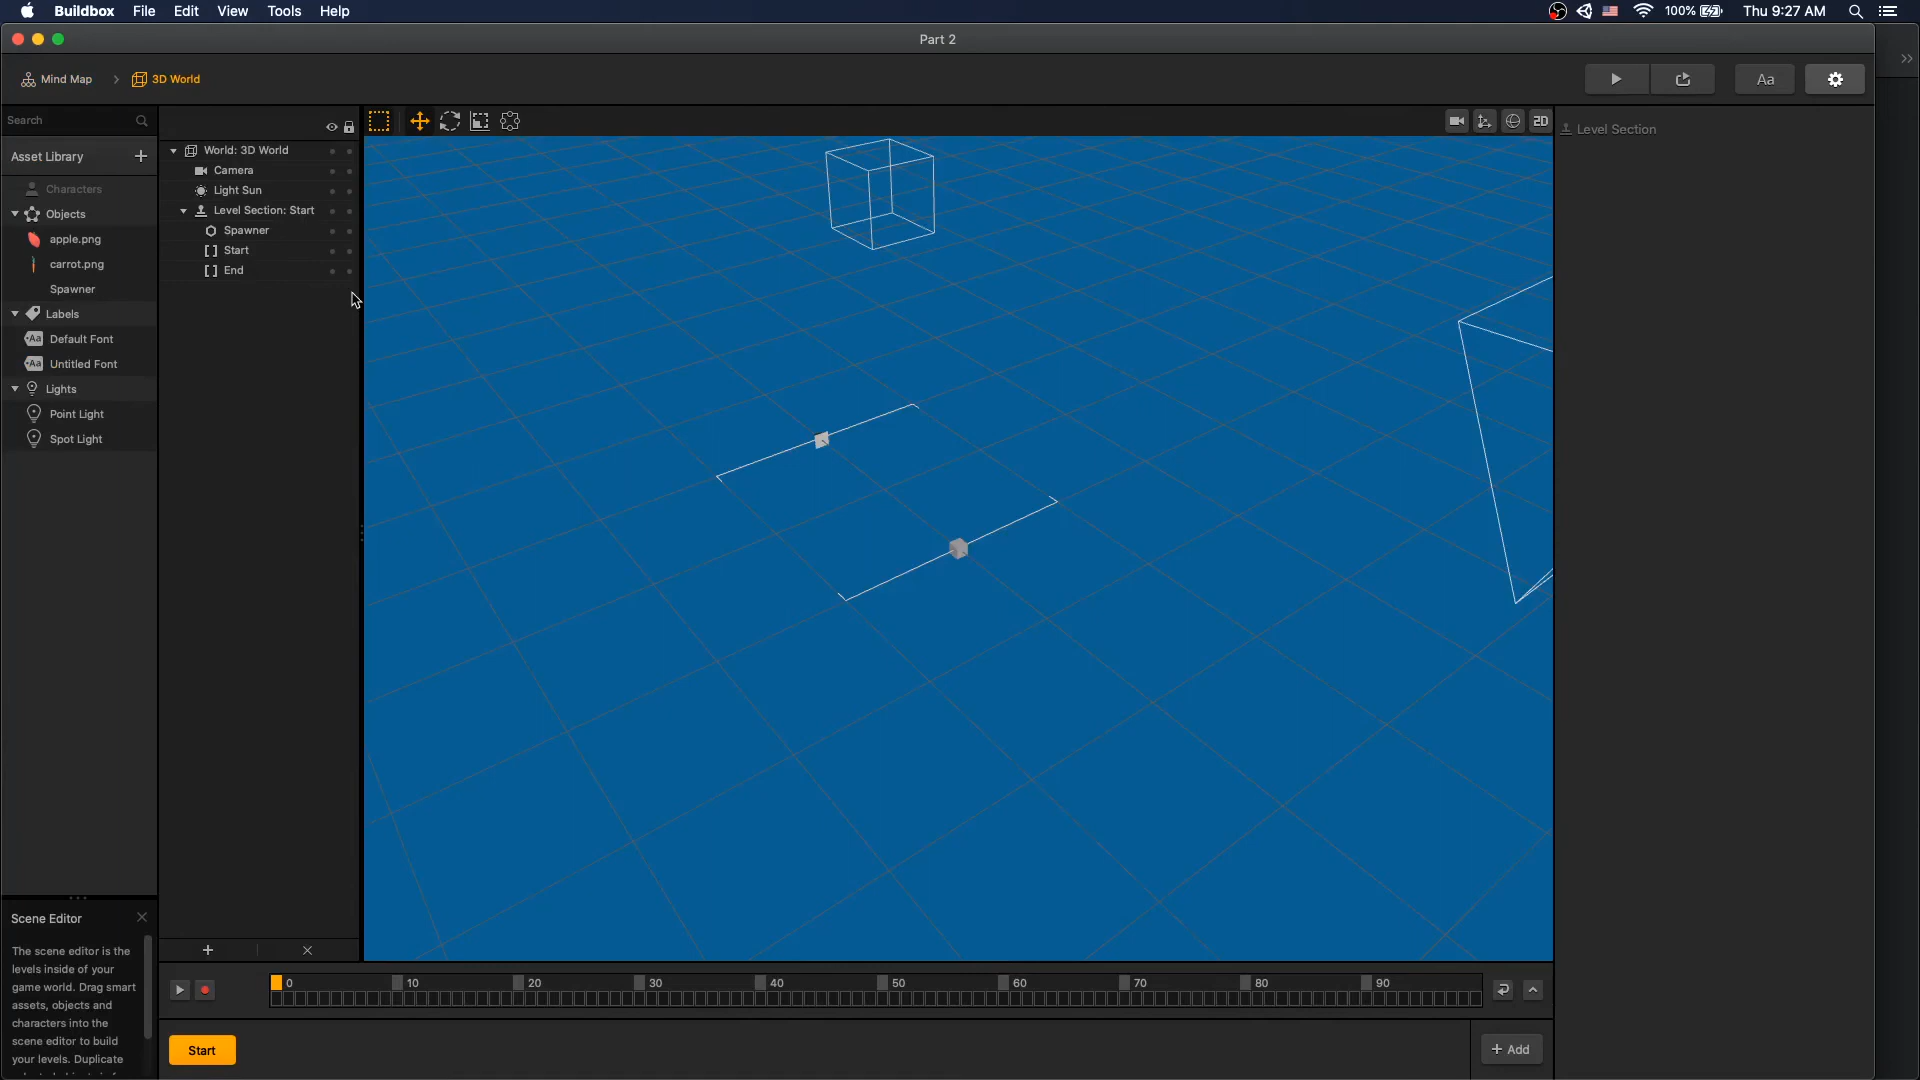 Buildbox File Edit View Tools Help
100% Thu 9:27 AM
Part 2
Mind Map 3D World
Aa
Search
Asset Library
Characters
Objects
apple.png
carrot.png
Spawner
Labels
Aa Default Font
Aa Untitled Font
Lights
Point Light
Spot Light
World: 3D World
Camera
Light Sun
Level Section: Start
Spawner
Start
End
2D
Level Section
Scene Editor
The scene editor is the
levels inside of your
game world. Drag smart
assets, objects and
characters into the
scene editor to build
your levels. Duplicate
0 10 20 30 40 50 60 70 80 90
Start
+ Add